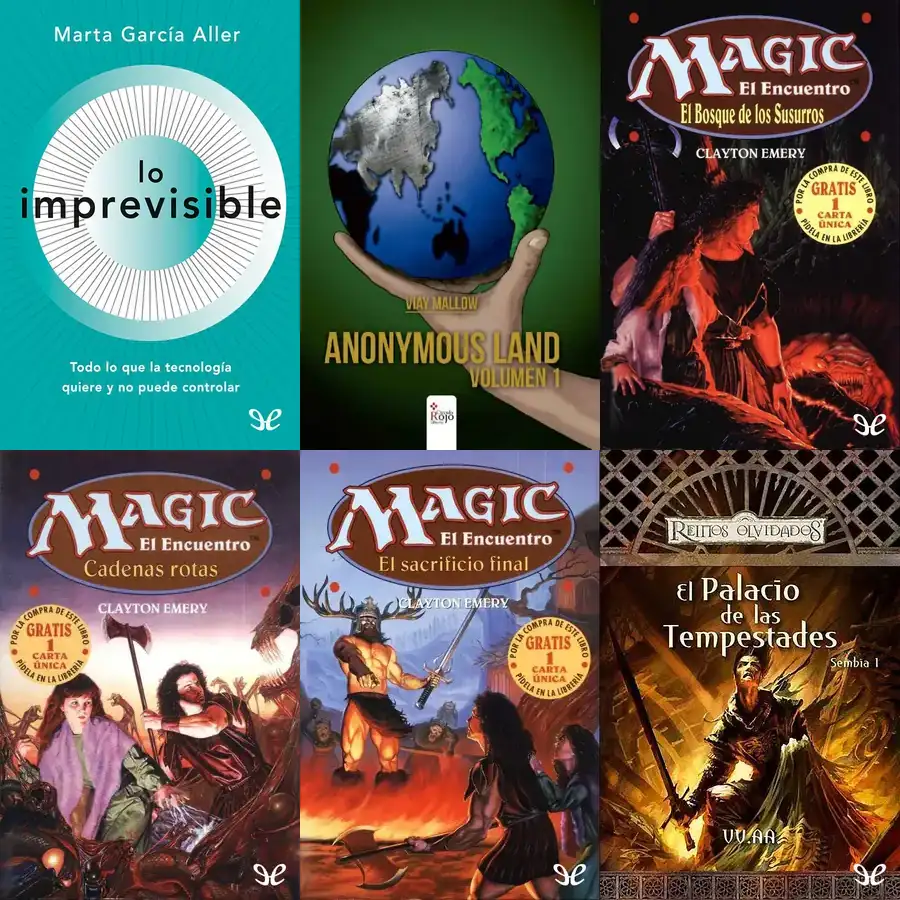 Marta García Aller
lo
imprevisible
Todo lo que la tecnología
quiere y no puede controlar
VIAY MALLOW
ANONYMOUS LAND
VOLUMEN 1
Círculo
Rojo
MAGIC
El Encuentro™
El Bosque de los Susurros
CLAYTON EMERY
POR LA COMPRA DE ESTE LIBRO
GRATIS
1
CARTA
ÚNICA
PÍDELA EN LA LIBRERÍA
MAGIC
El Encuentro™
Cadenas rotas
CLAYTON EMERY
POR LA COMPRA DE ESTE LIBRO
GRATIS
1
CARTA
ÚNICA
PÍDELA EN LA LIBRERÍA
MAGIC
El Encuentro™
El sacrificio final
CLAYTON EMERY
POR LA COMPRA DE ESTE LIBRO
GRATIS
1
CARTA
ÚNICA
PÍDELA EN LA LIBRERÍA
REINOS OLVIDADOS
El Palacio
de las
Tempestades
Sembia 1
VV.AA.